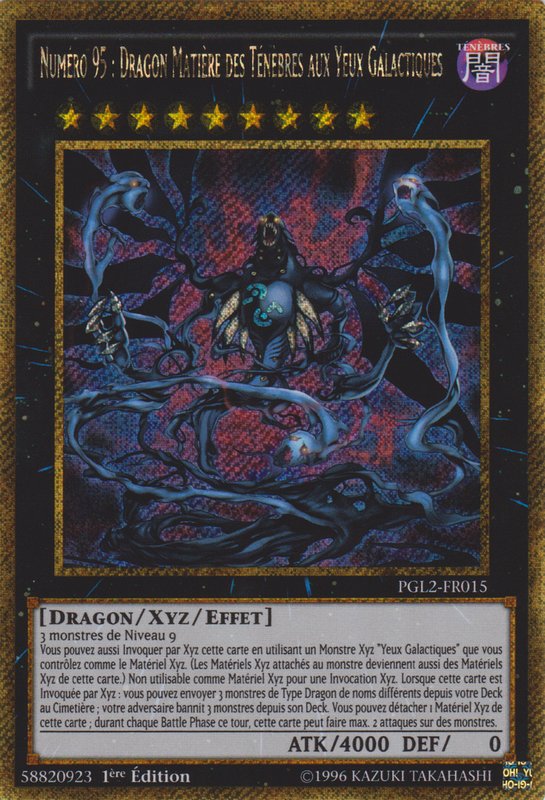 Numéro 95 : Dragon Matière des Ténèbres aux Yeux Galactiques
TÉNÈBRES
闇
PGL2-FR015
[Dragon/Xyz/Effet]
3 monstres de Niveau 9
Vous pouvez aussi Invoquer par Xyz cette carte en utilisant un Monstre Xyz "Yeux Galactiques" que vous
contrôlez comme le Matériel Xyz. (Les Matériels Xyz attachés au monstre deviennent aussi des Matériels
Xyz de cette carte.) Non utilisable comme Matériel Xyz pour une Invocation Xyz. Lorsque cette carte est
Invoquée par Xyz : vous pouvez envoyer 3 monstres de Type Dragon de noms différents depuis votre Deck
au Cimetière ; votre adversaire bannit 3 monstres depuis son Deck. Vous pouvez détacher 1 Matériel Xyz de
cette carte ; durant chaque Battle Phase ce tour, cette carte peut faire max. 2 attaques sur des monstres.
ATK/4000 DEF/ 0
58820923 1ère Édition ©1996 KAZUKI TAKAHASHI